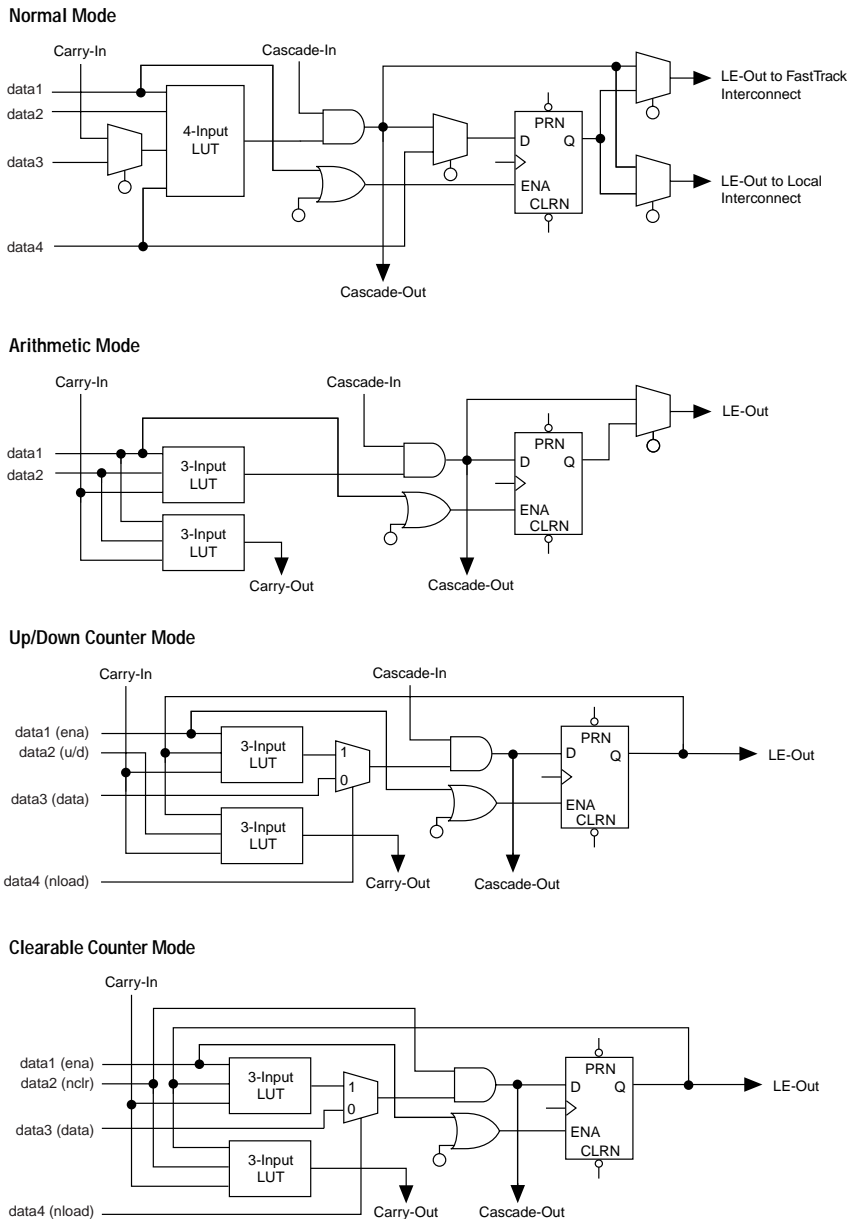 Normal Mode
Carry-In
Cascade-In
data1
data2
data3
data4
4-Input
LUT
PRN
D
Q
ENA
CLRN
LE-Out to FastTrack
Interconnect
LE-Out to Local
Interconnect
Cascade-Out
Arithmetic Mode
Carry-In
Cascade-In
data1
data2
3-Input
LUT
3-Input
LUT
PRN
D
Q
ENA
CLRN
LE-Out
Carry-Out
Cascade-Out
Up/Down Counter Mode
Carry-In
Cascade-In
data1 (ena)
data2 (u/d)
data3 (data)
data4 (nload)
3-Input
LUT
3-Input
LUT
1
0
PRN
D
Q
ENA
CLRN
LE-Out
Carry-Out
Cascade-Out
Clearable Counter Mode
Carry-In
data1 (ena)
data2 (nclr)
data3 (data)
data4 (nload)
3-Input
LUT
3-Input
LUT
1
0
PRN
D
Q
ENA
CLRN
LE-Out
Carry-Out
Cascade-Out